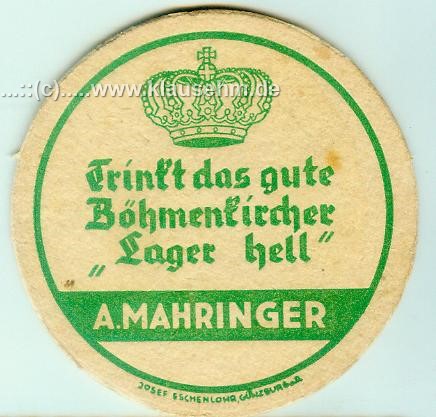 ...::(c).....www.klausehm.de
Trinkt das gute
Böhmenkircher
„Lager hell"
A.MAHRINGER
JOSEF ESCHENLOHR, GÜNZBURG a.D.